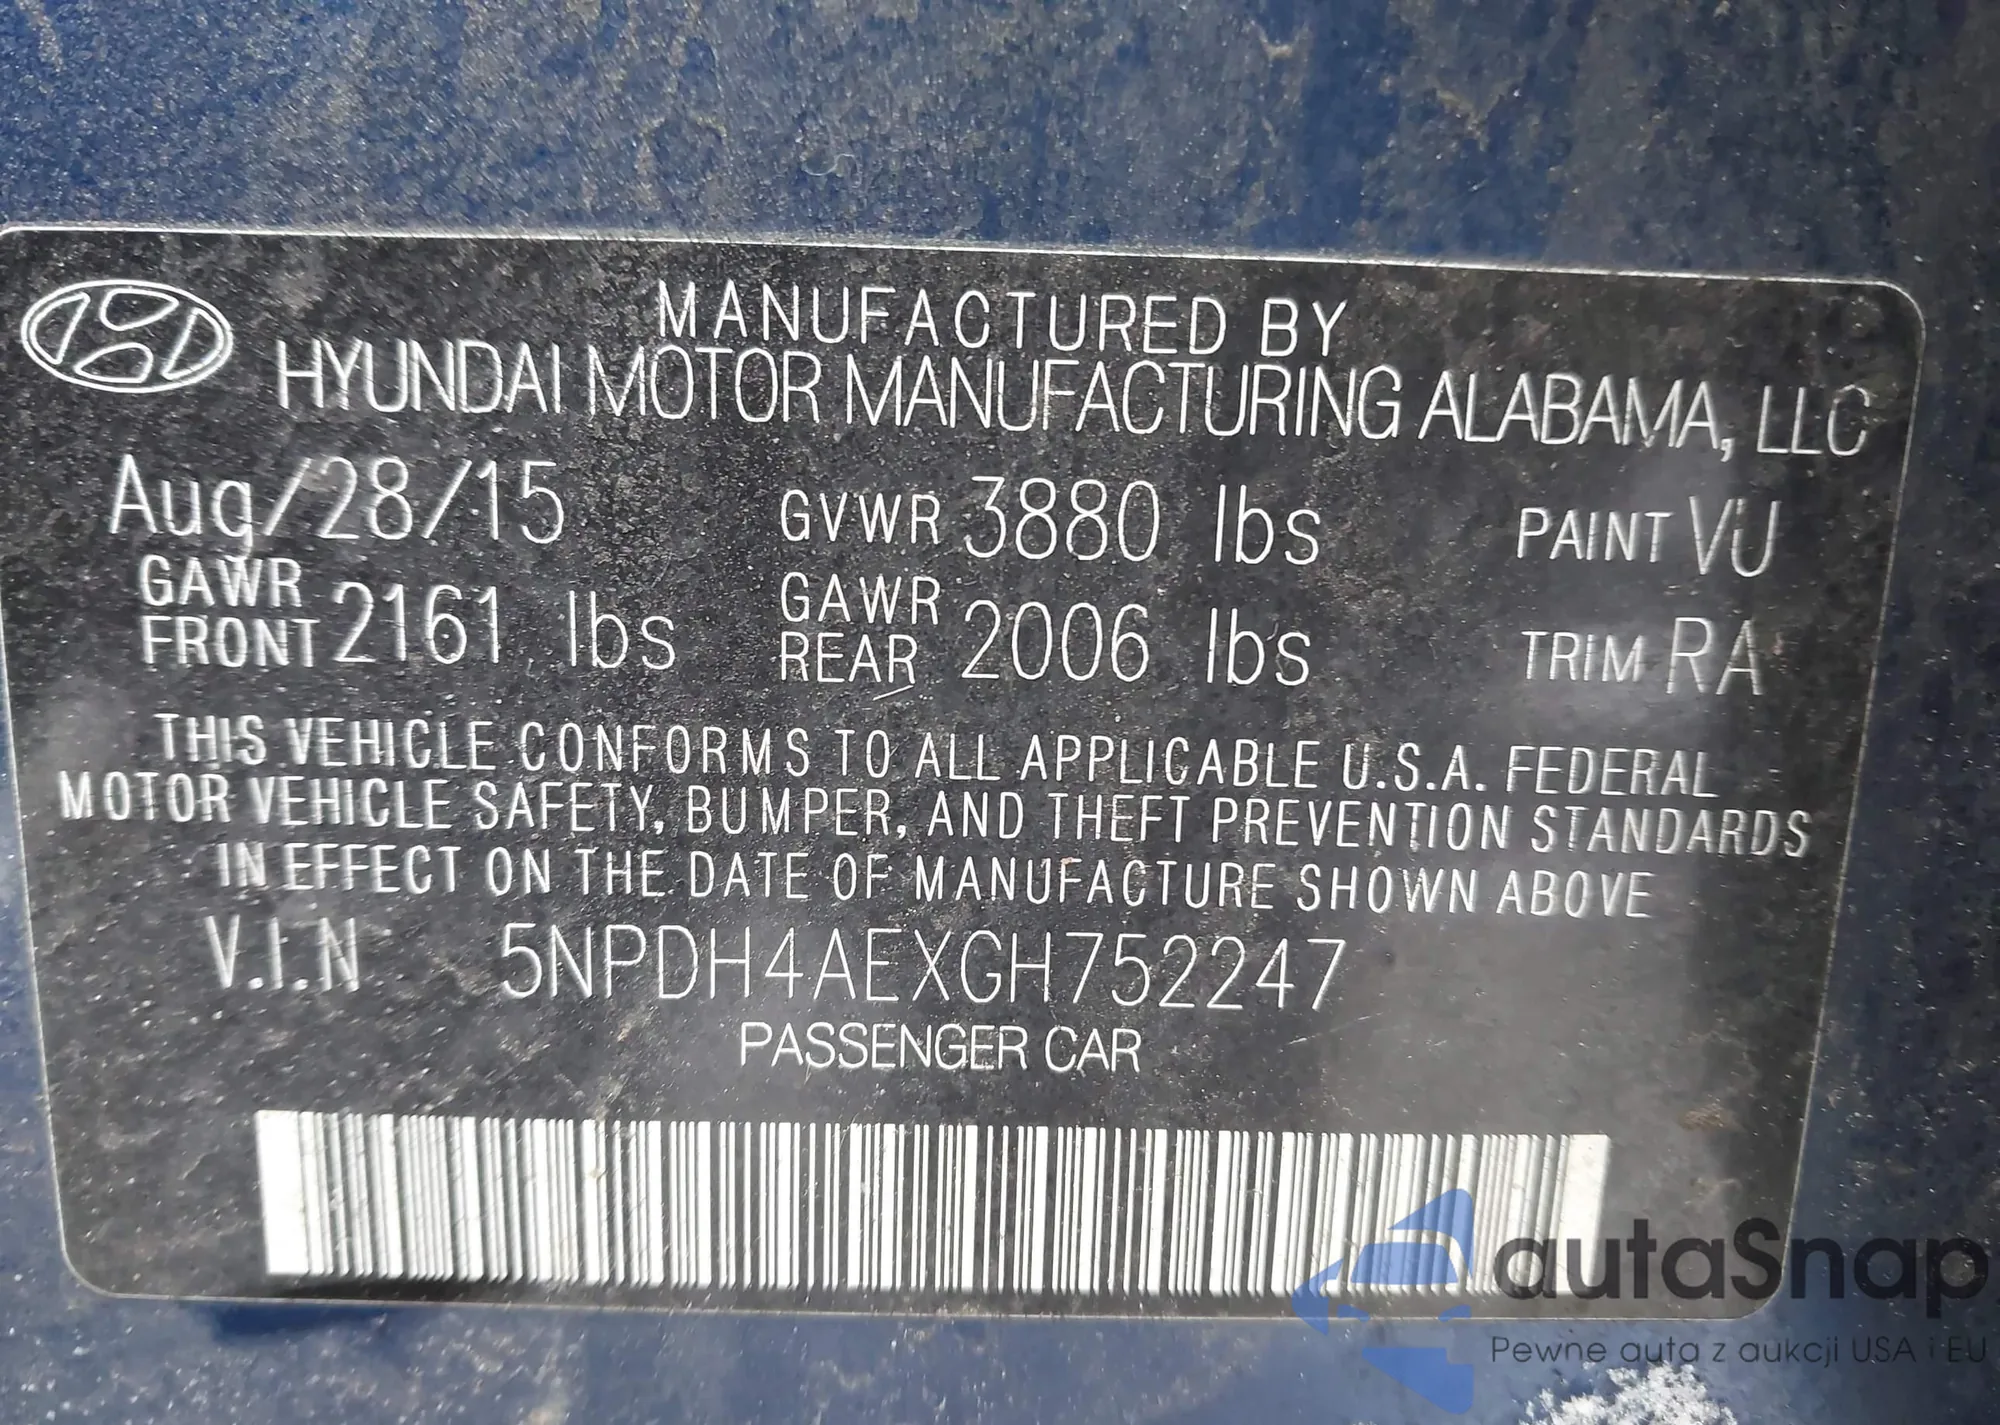 MANUFACTURED BY
HYUNDAI MOTOR MANUFACTURING ALABAMA, LLC
Aug/28/15 GVWR 3880 lbs PAINT VU
GAWR FRONT 2161 lbs GAWR REAR 2006 lbs TRIM RA
THIS VEHICLE CONFORMS TO ALL APPLICABLE U.S.A. FEDERAL
MOTOR VEHICLE SAFETY, BUMPER, AND THEFT PREVENTION STANDARDS
IN EFFECT ON THE DATE OF MANUFACTURE SHOWN ABOVE
V.I.N 5NPDH4AEXGH752247
PASSENGER CAR
autaSnap
Pewne auta z aukcji USA i EU